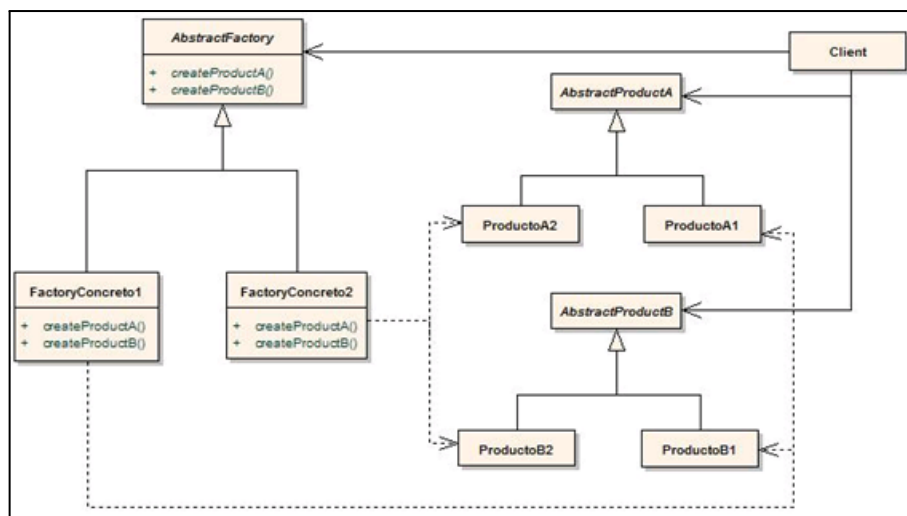 AbstractFactory
+ createProductA()
+ createProductB()
Client
AbstractProductA
ProductoA2
ProductoA1
FactoryConcreto1
+ createProductA()
+ createProductB()
FactoryConcreto2
+ createProductA()
+ createProductB()
AbstractProductB
ProductoB2
ProductoB1